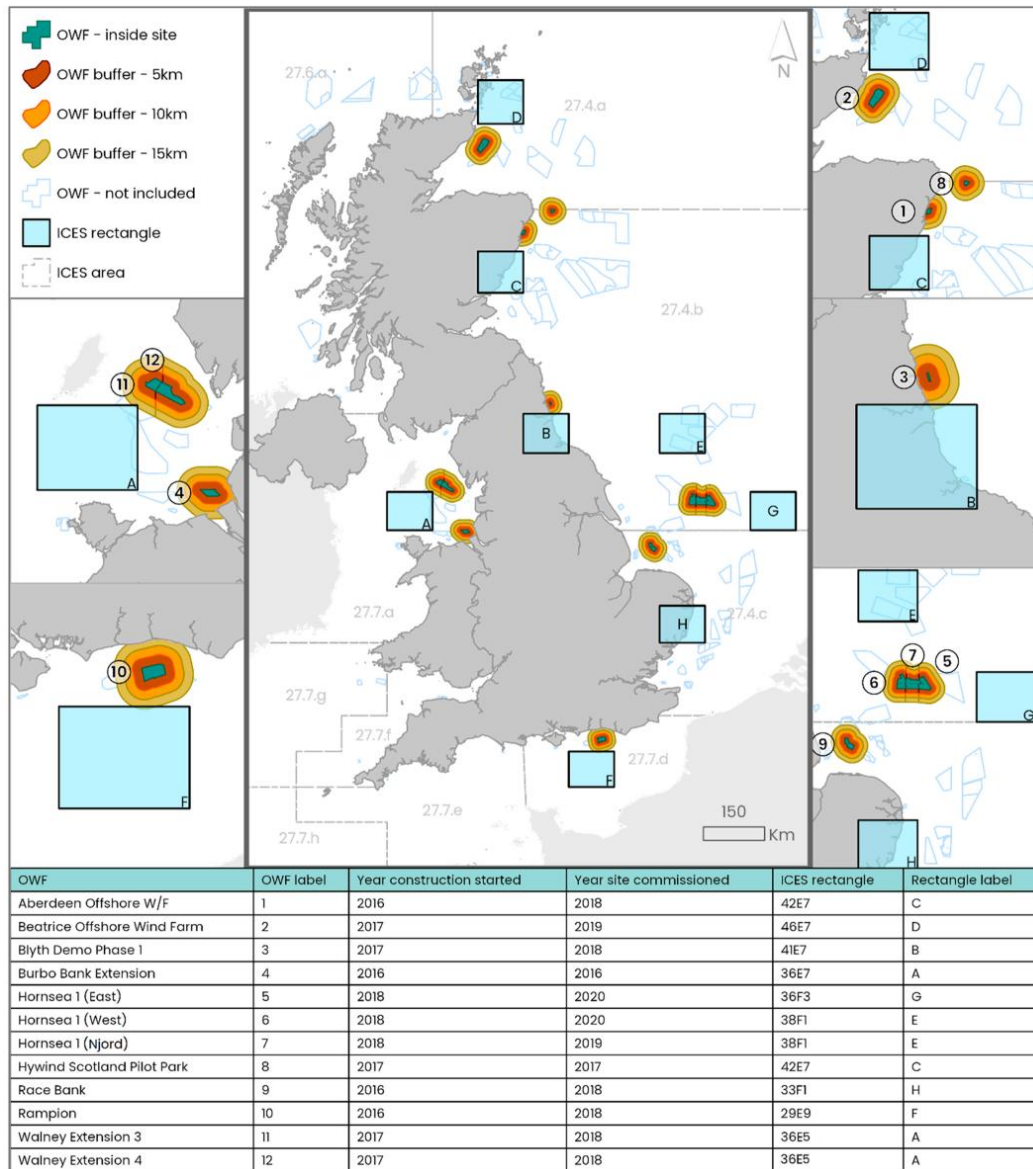 OWF - inside site
OWF buffer - 5km
OWF buffer - 10km
OWF buffer - 15km
OWF - not included
ICES rectangle
ICES area
27.6.a
27.4.a
N
D
C
27.4.b
B
E
A
G
27.7.a
H
27.4.c
27.7.g
27.7.f
27.7.d
F
27.7.e
27.7.h
150
Km
12
11
A
4
10
F
D
2
8
1
C
3
B
E
7
5
6
G
9
H
OWF OWF label Year construction started Year site commissioned ICES rectangle Rectangle label
Aberdeen Offshore W/F 1 2016 2018 42E7 C
Beatrice Offshore Wind Farm 2 2017 2019 46E7 D
Blyth Demo Phase 1 3 2017 2018 41E7 B
Burbo Bank Extension 4 2016 2016 36E7 A
Hornsea 1 (East) 5 2018 2020 36F3 G
Hornsea 1 (West) 6 2018 2020 38F1 E
Hornsea 1 (Njord) 7 2018 2019 38F1 E
Hywind Scotland Pilot Park 8 2017 2017 42E7 C
Race Bank 9 2016 2018 33F1 H
Rampion 10 2016 2018 29E9 F
Walney Extension 3 11 2017 2018 36E5 A
Walney Extension 4 12 2017 2018 36E5 A